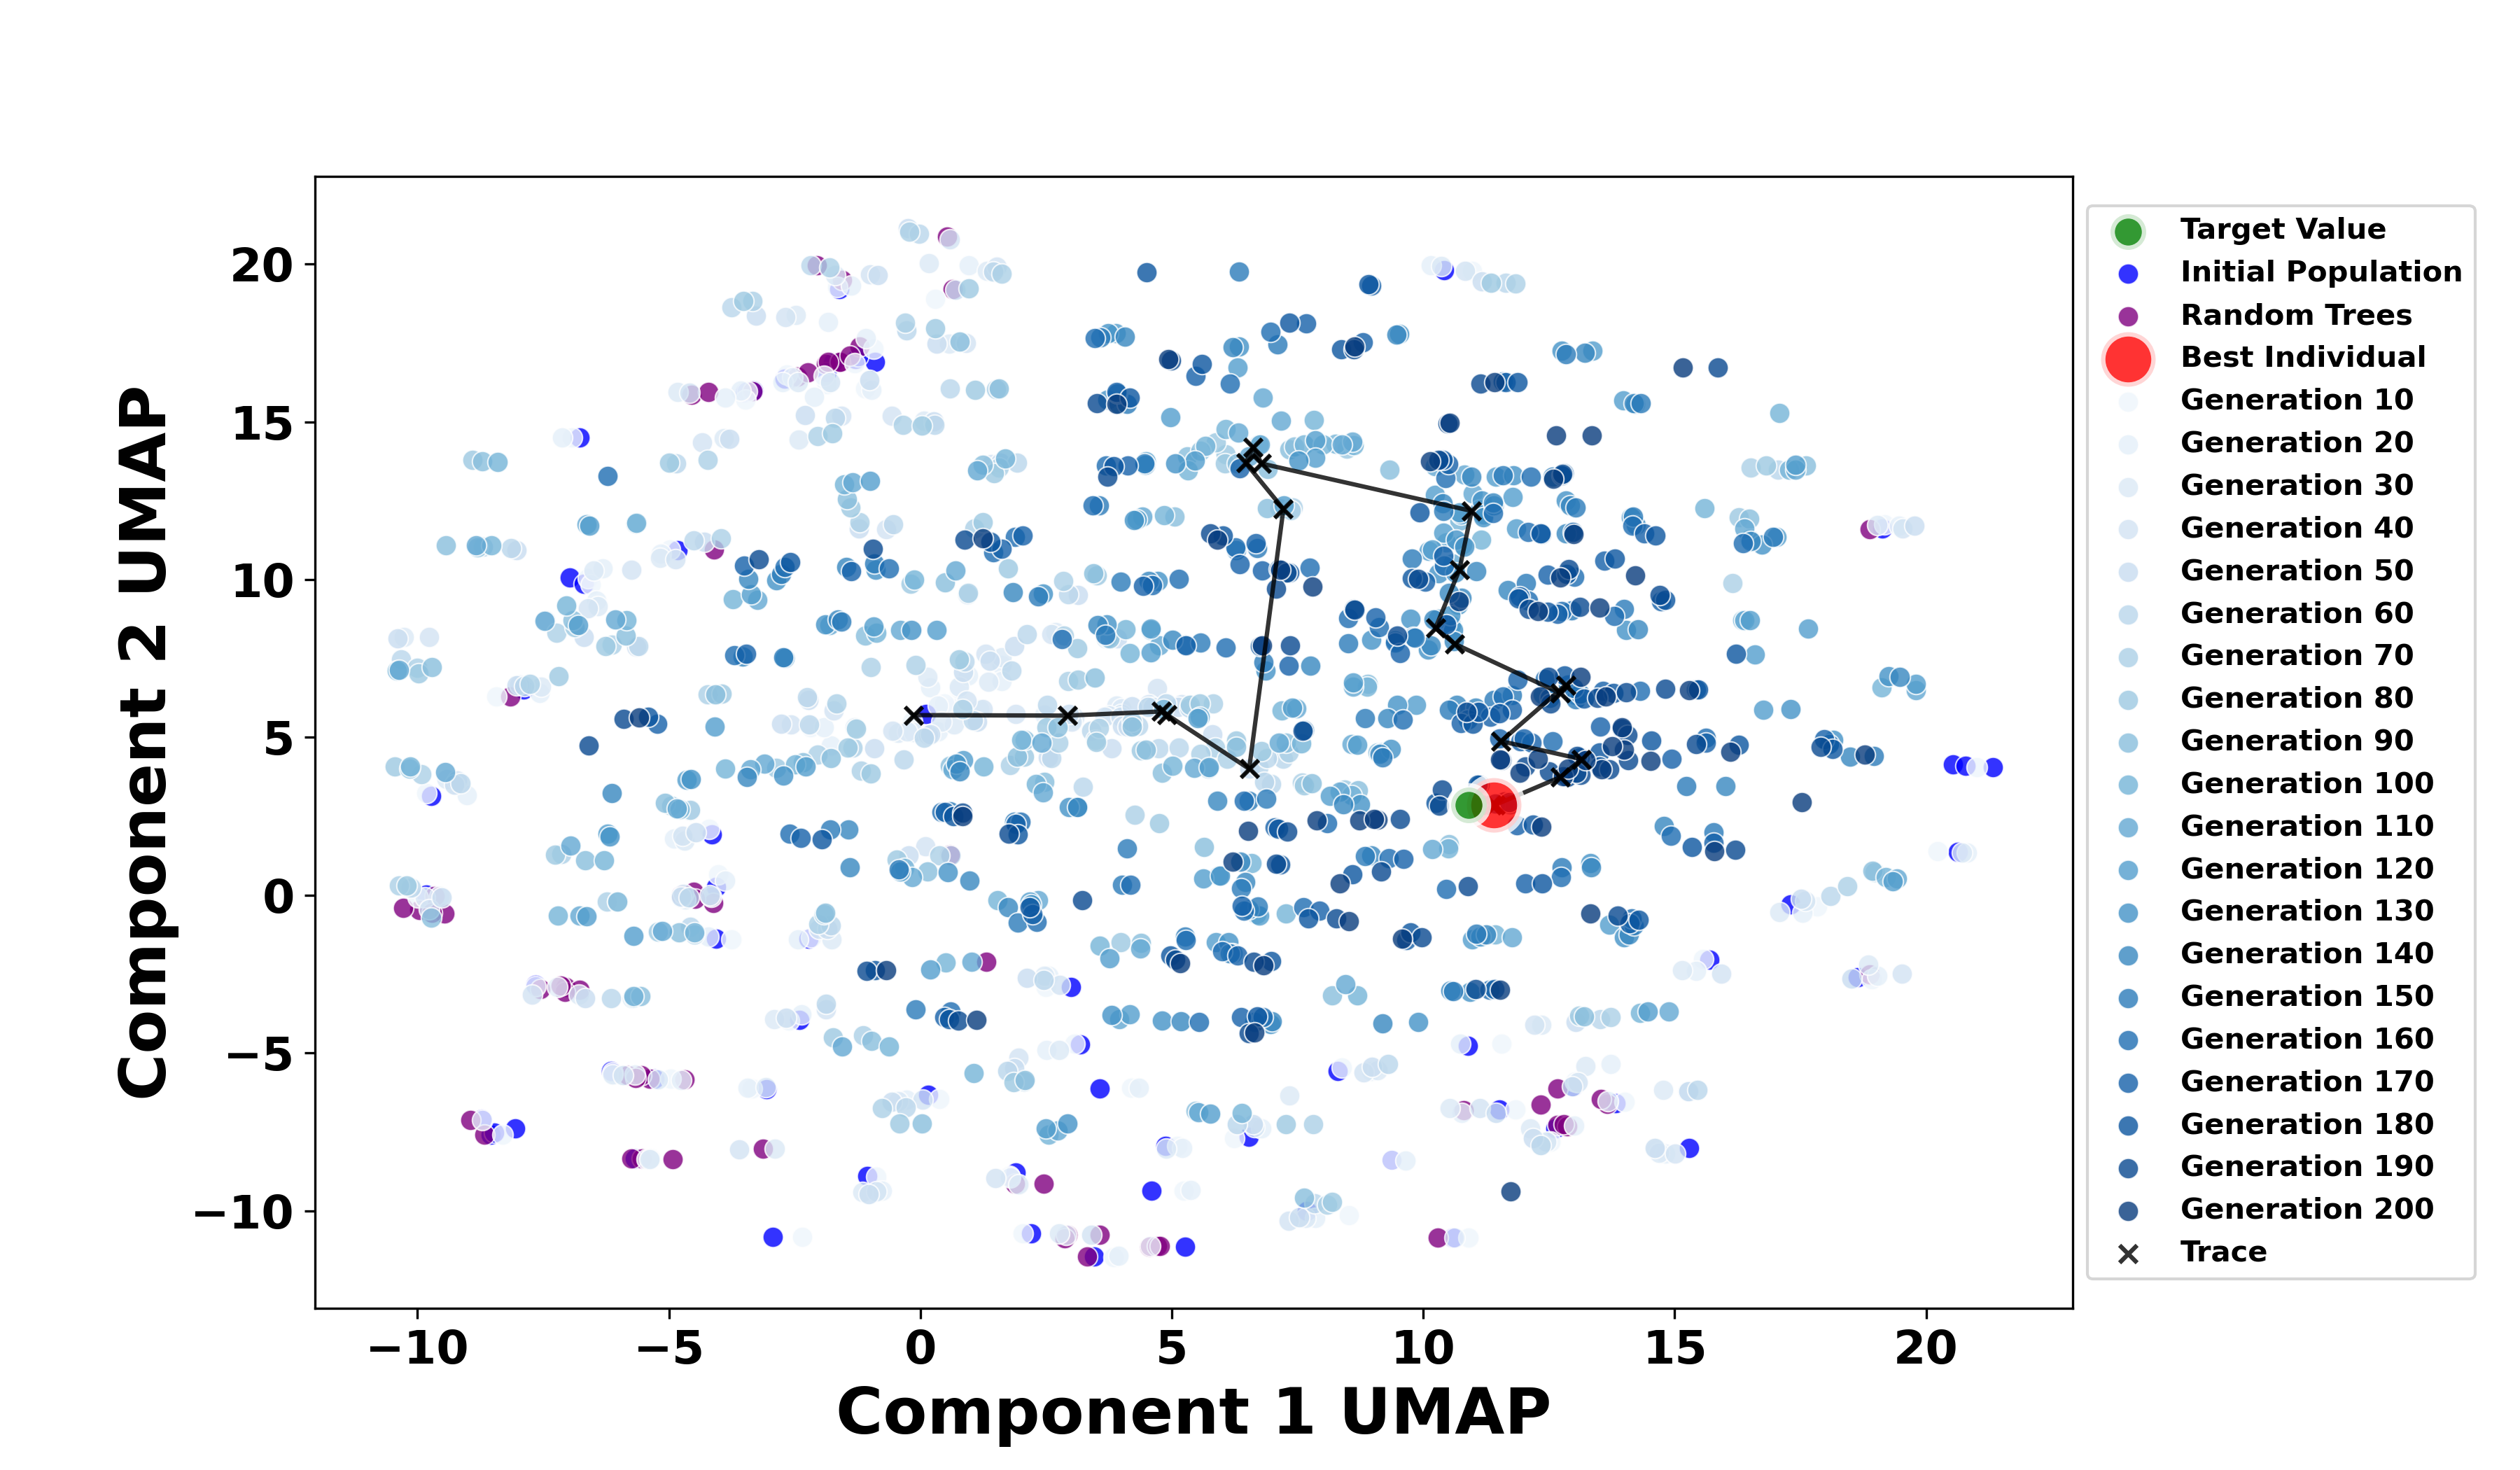 20
15
10
5
0
−5
−10
Component 2 UMAP
−10 −5 0 5 10 15 20
Component 1 UMAP
Target Value
Initial Population
Random Trees
Best Individual
Generation 10
Generation 20
Generation 30
Generation 40
Generation 50
Generation 60
Generation 70
Generation 80
Generation 90
Generation 100
Generation 110
Generation 120
Generation 130
Generation 140
Generation 150
Generation 160
Generation 170
Generation 180
Generation 190
Generation 200
Trace